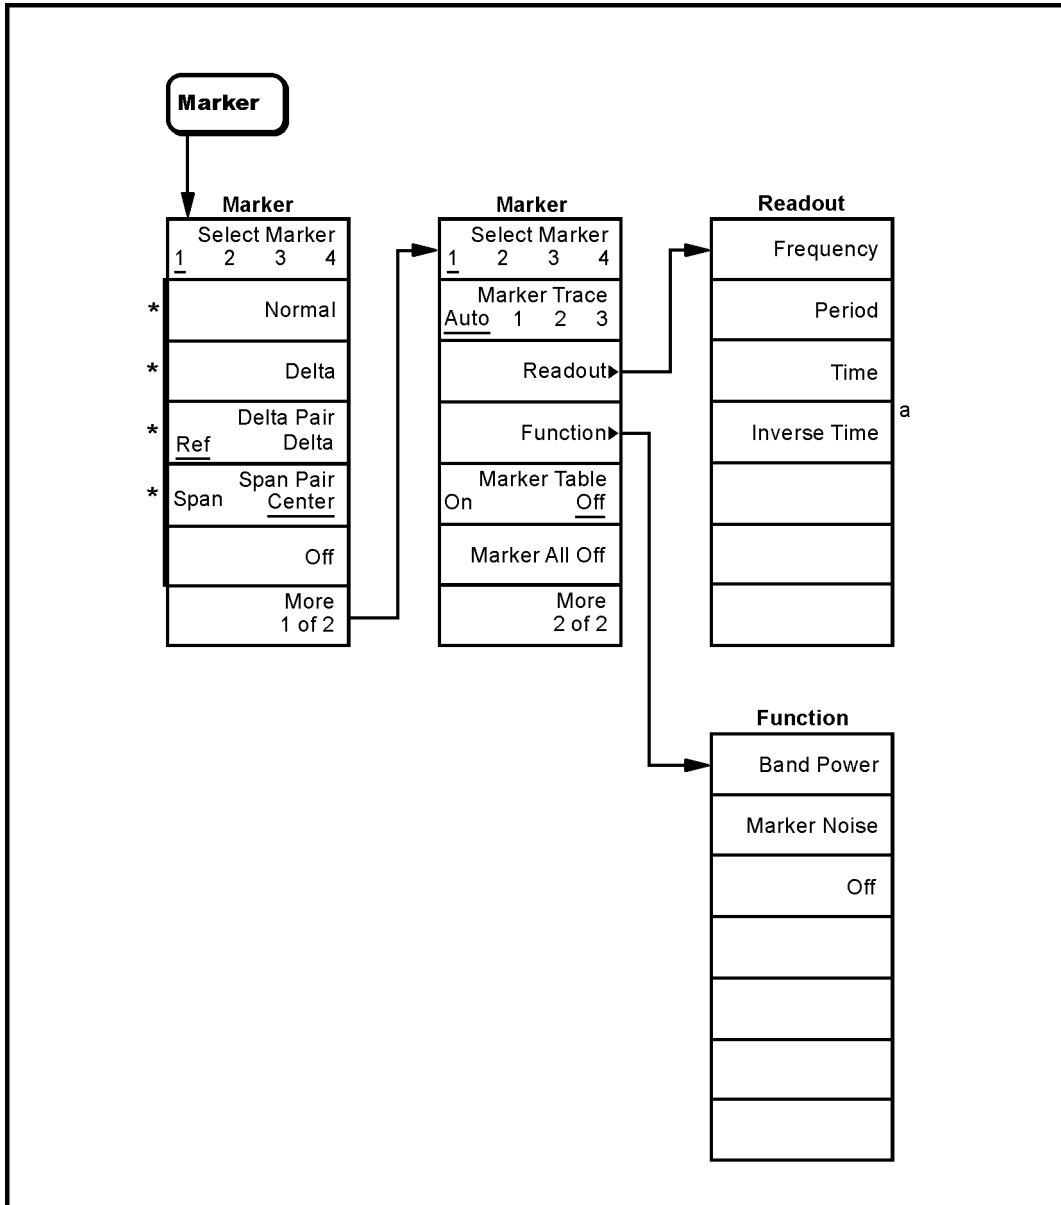 Marker
Marker
Select Marker
1 2 3 4
* Normal
* Delta
* Delta Pair
Ref Delta
* Span Pair
Span Center
Off
More
1 of 2
Marker
Select Marker
1 2 3 4
Marker Trace
Auto 1 2 3
Readout
Function
Marker Table
On Off
Marker All Off
More
2 of 2
Readout
Frequency
Period
Time
a
Inverse Time
Function
Band Power
Marker Noise
Off